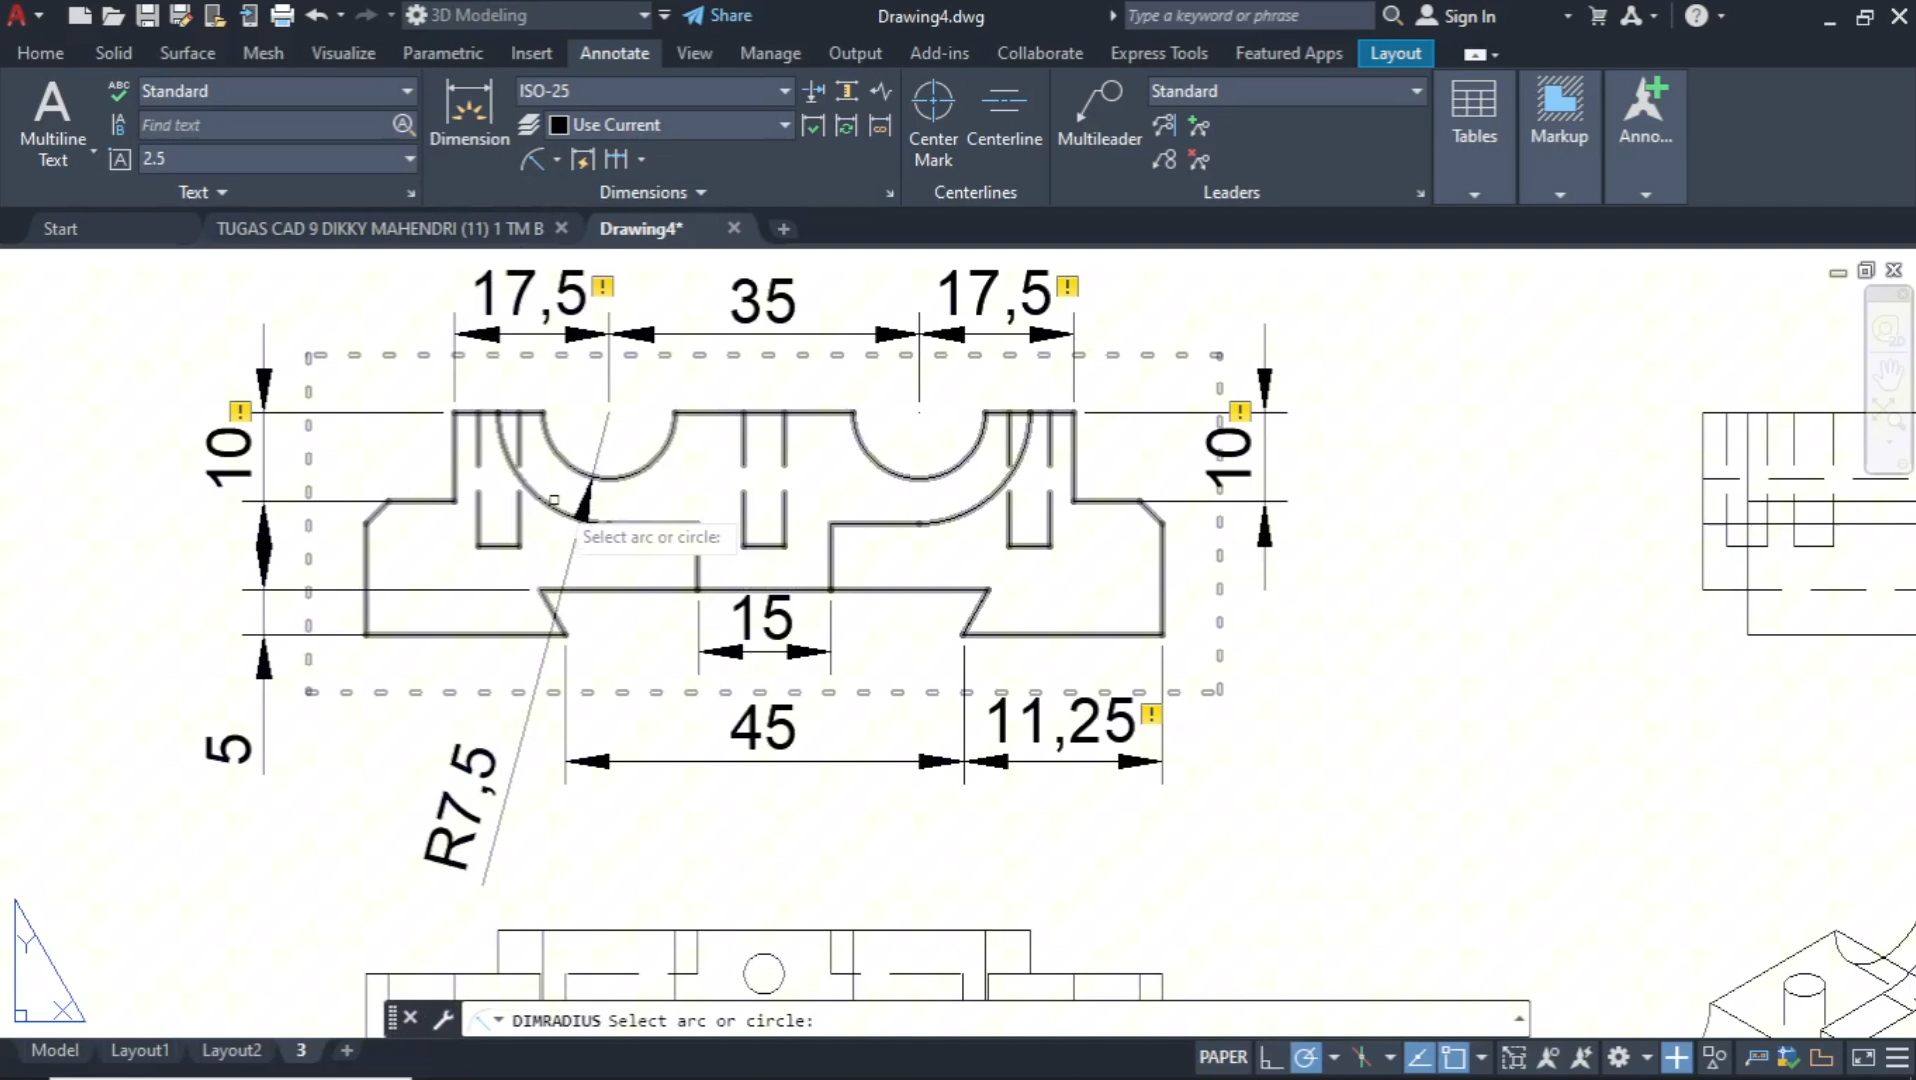 A 3D Modeling Share Drawing4.dwg Type a keyword or phrase Sign In ?
Home Solid Surface Mesh Visualize Parametric Insert Annotate View Manage Output Add-ins Collaborate Express Tools Featured Apps Layout
A ABC Standard ISO-25 Standard
Find text Use Current
Multiline Text 2.5 Dimension Center Mark Centerline Multileader Tables Markup Anno...
Text Dimensions Centerlines Leaders
Start TUGAS CAD 9 DIKKY MAHENDRI (11) 1 TM B Drawing4*
17,5 35 17,5
10 10
Select arc or circle:
15
45 11,25
5
R7,5
Y
X
DIMRADIUS Select arc or circle:
Model Layout1 Layout2 3 PAPER